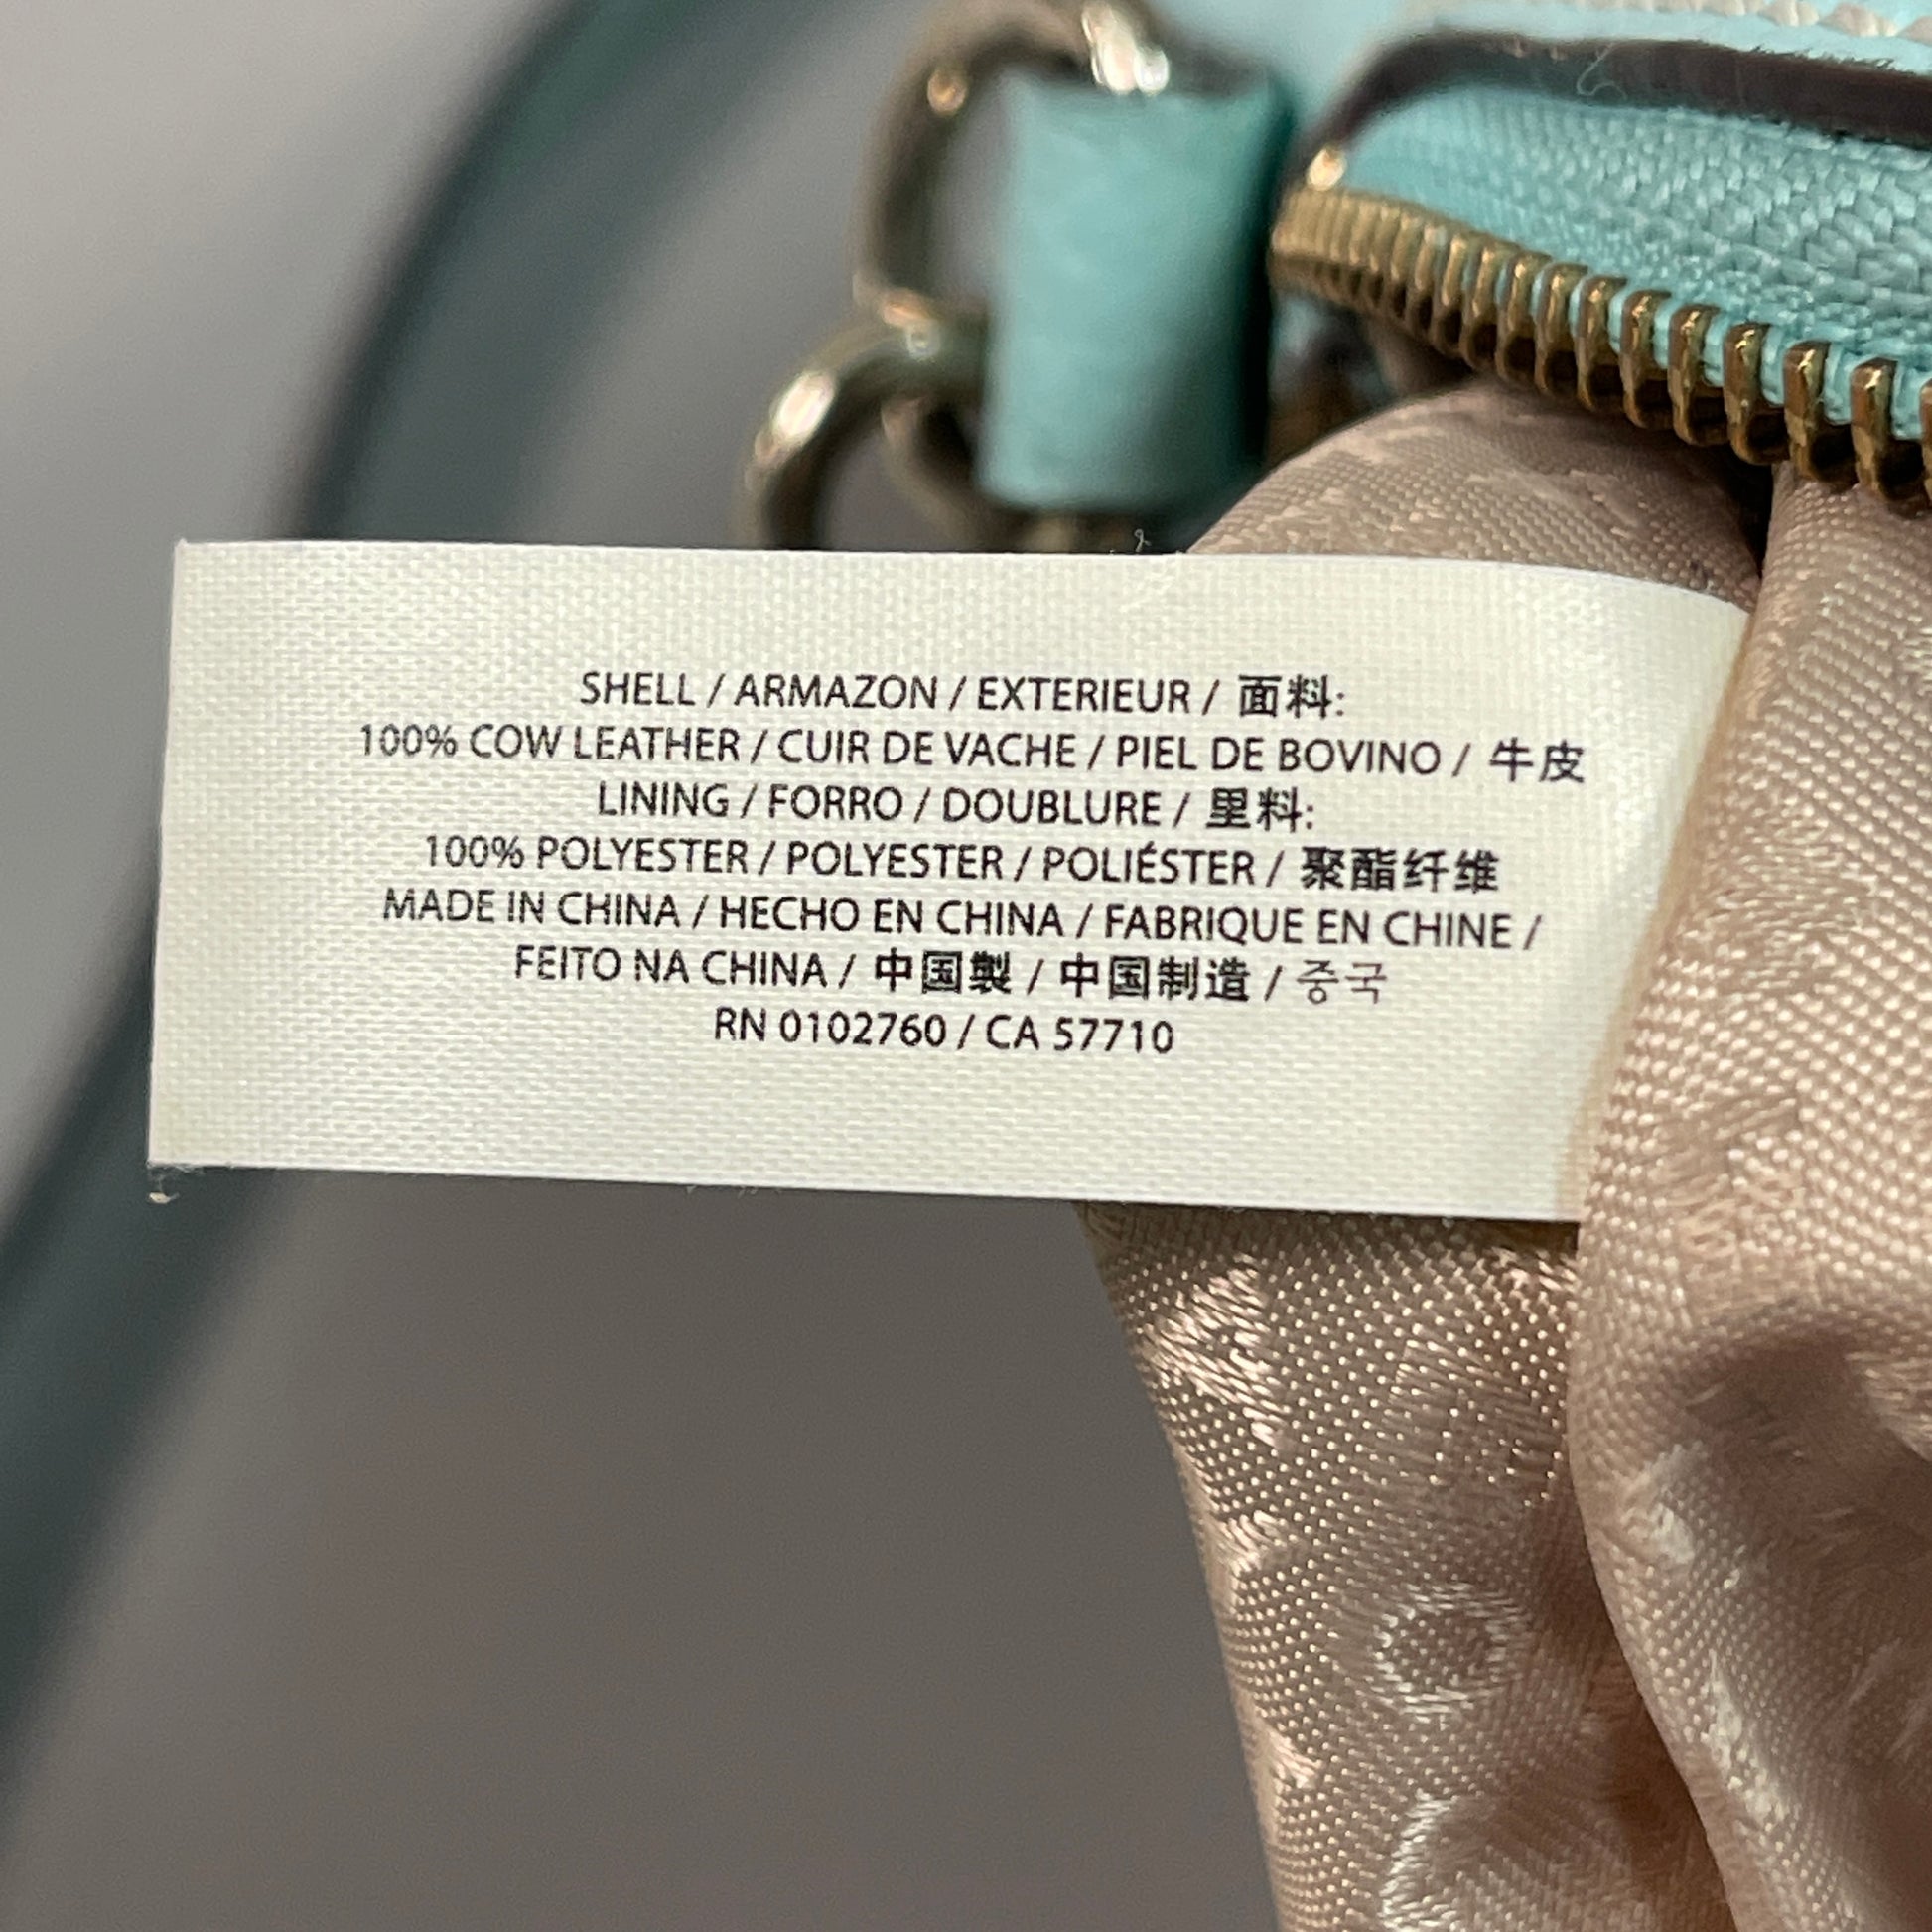 SHELL / ARMAZON / EXTERIEUR / 面料:
100% COW LEATHER / CUIR DE VACHE / PIEL DE BOVINO / 牛皮
LINING / FORRO / DOUBLURE / 里料:
100% POLYESTER / POLYESTER / POLIÉSTER / 聚酯纤维
MADE IN CHINA / HECHO EN CHINA / FABRIQUE EN CHINE /
FEITO NA CHINA / 中国製 / 中国制造 / 중국
RN 0102760 / CA 57710